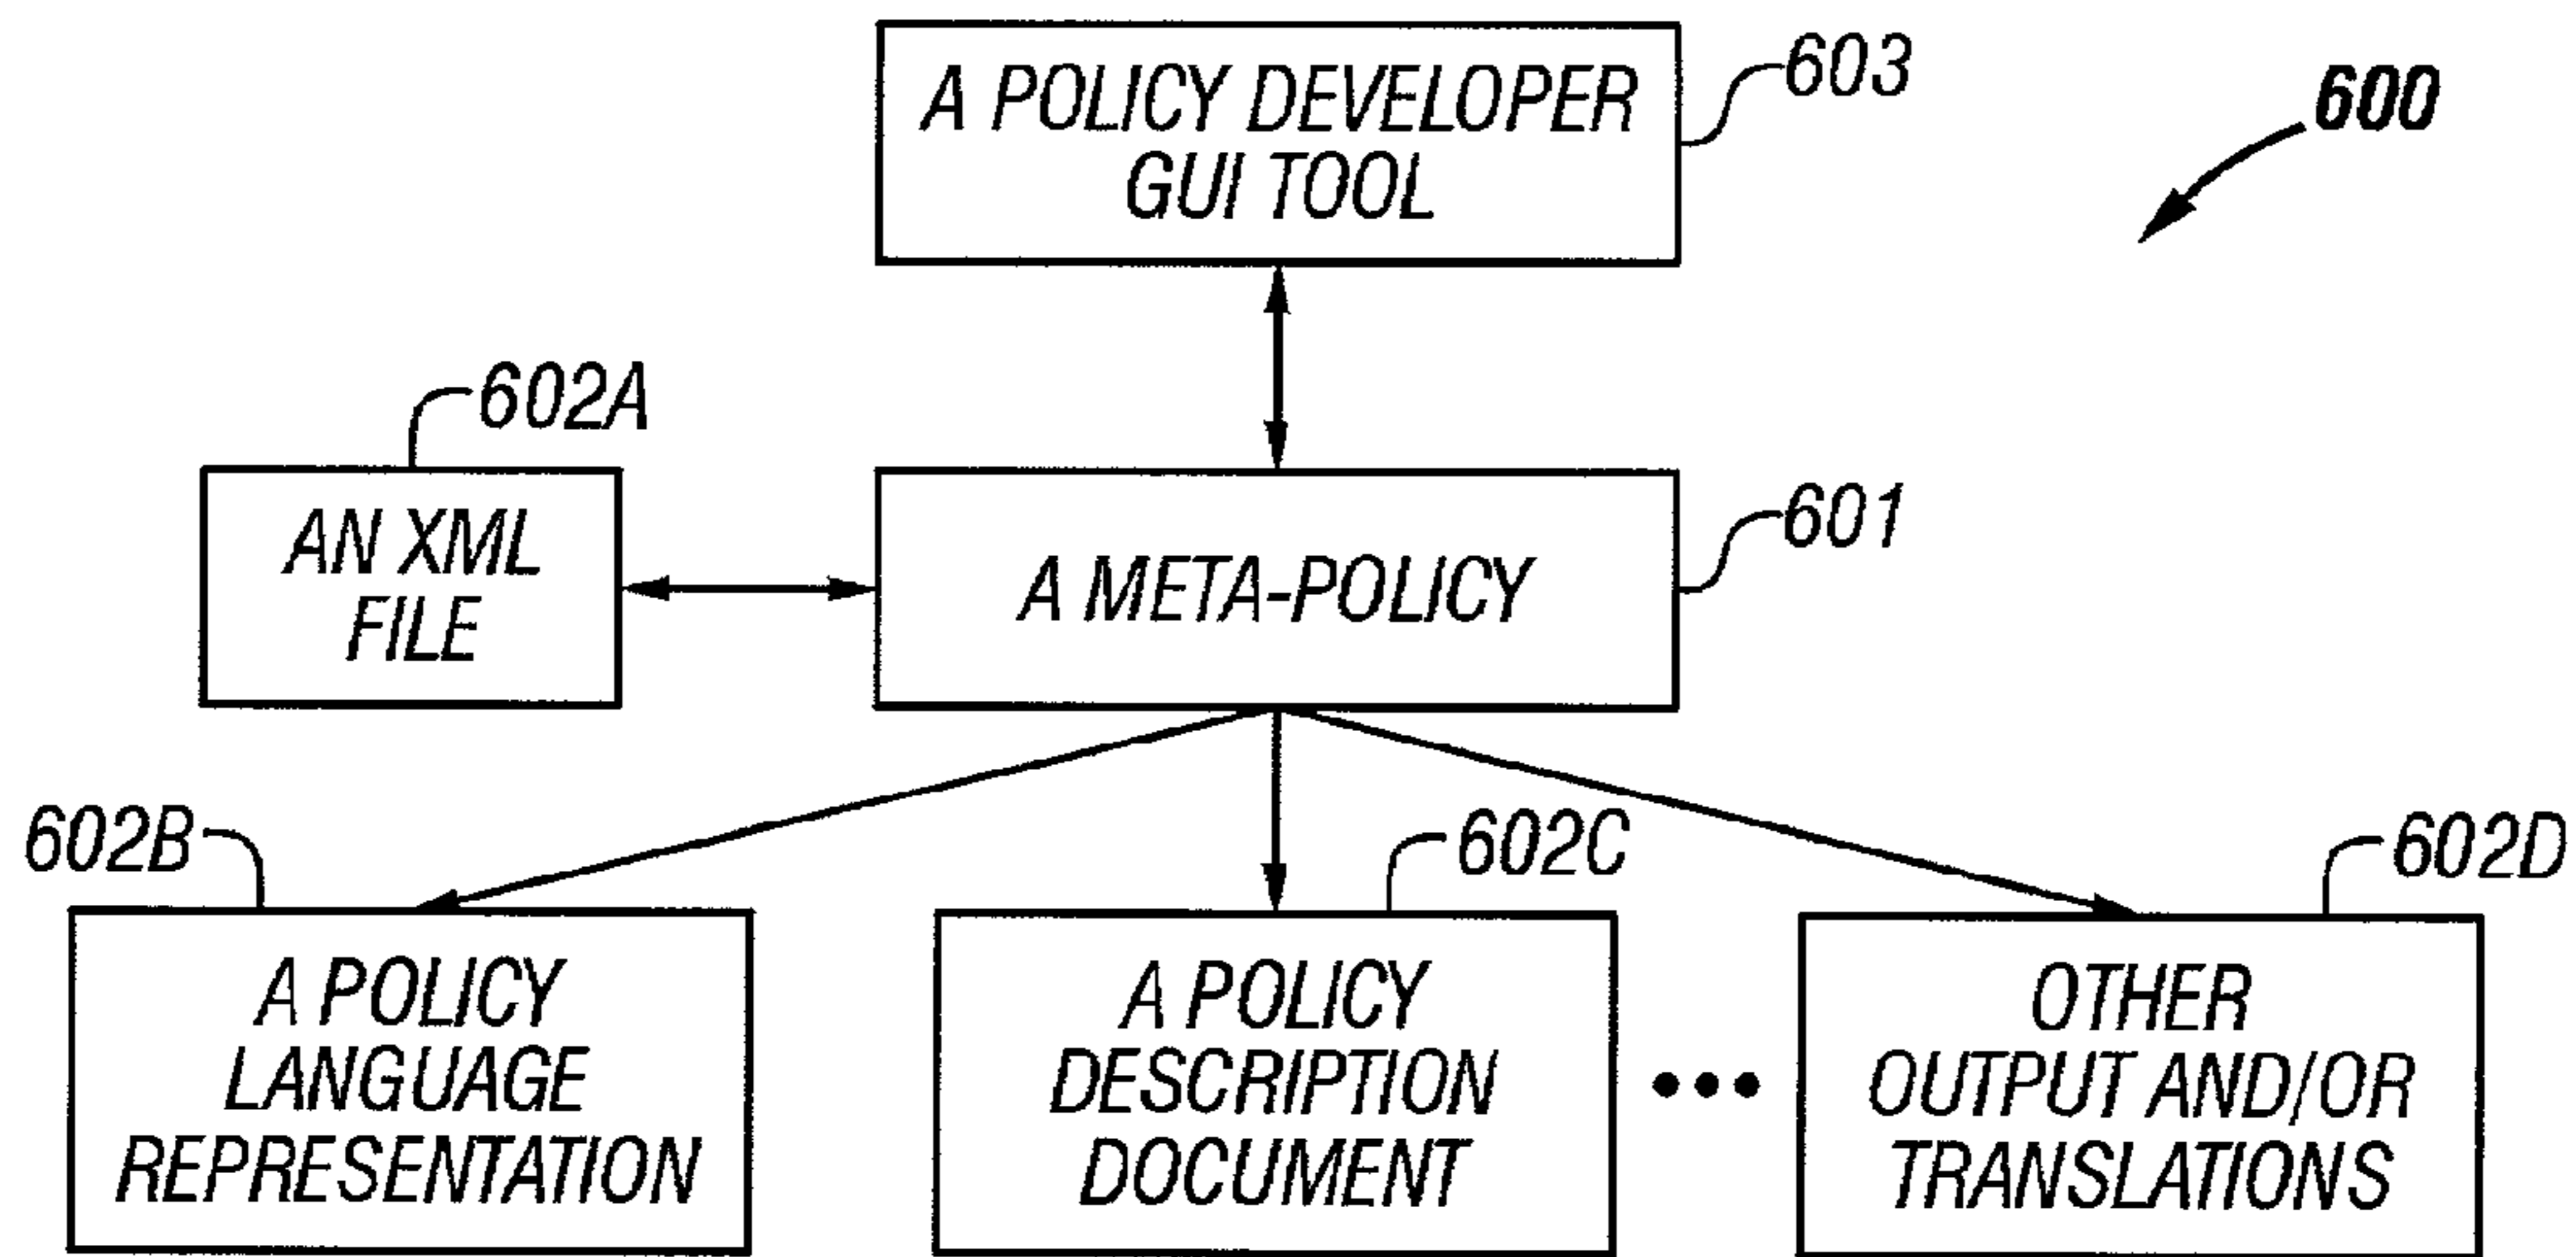 A POLICY DEVELOPER
GUI TOOL
603
600
602A
AN XML
FILE
A META-POLICY
601
602B
A POLICY
LANGUAGE
REPRESENTATION
602C
A POLICY
DESCRIPTION
DOCUMENT
•••
602D
OTHER
OUTPUT AND/OR
TRANSLATIONS